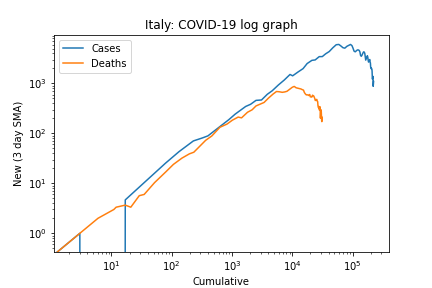 Italy: COVID-19 log graph
Cases
Deaths
New (3 day SMA)
10³
10²
10¹
10⁰
10¹
10²
10³
10⁴
10⁵
Cumulative